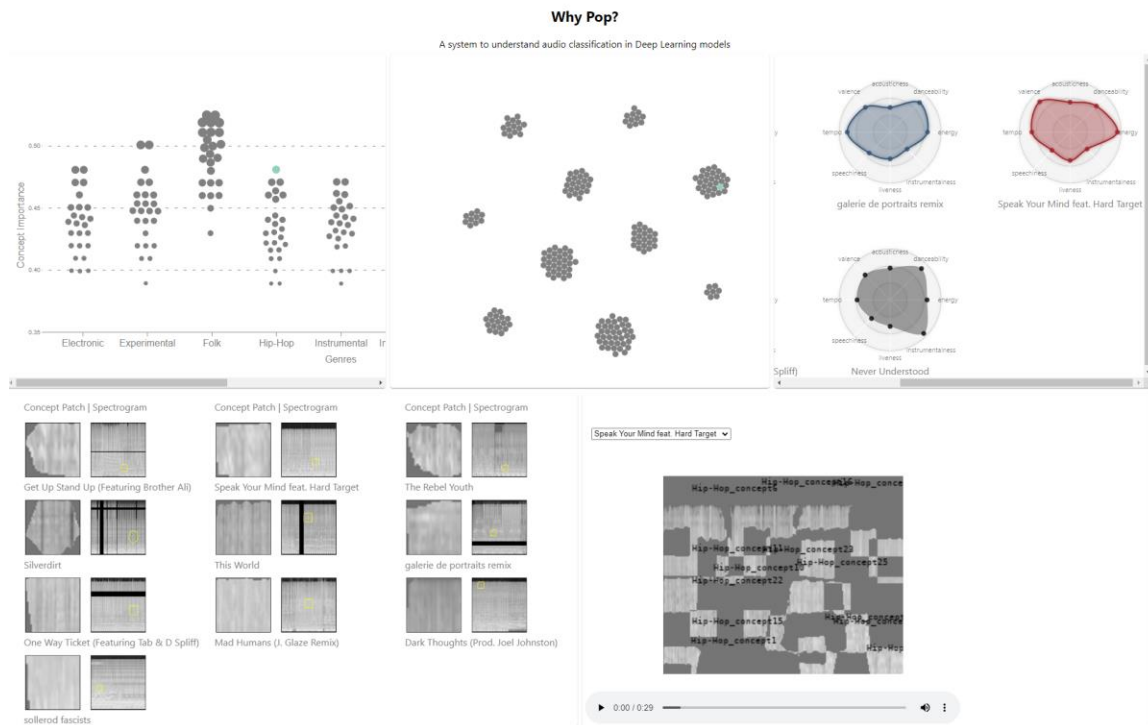 Why Pop?
A system to understand audio classification in Deep Learning models
Concept Importance
0.50
0.45
0.40
0.35
Electronic
Experimental
Folk
Hip-Hop
Instrumental
Genres
acousticness
valence
danceability
tempo
energy
speechiness
instrumentalness
liveness
galerie de portraits remix
acousticness
valence
danceability
tempo
energy
speechiness
instrumentalness
liveness
Speak Your Mind feat. Hard Target
acousticness
valence
danceability
tempo
energy
speechiness
instrumentalness
liveness
Spliff)
Never Understood
Concept Patch | Spectrogram
Concept Patch | Spectrogram
Concept Patch | Spectrogram
Get Up Stand Up (Featuring Brother Ali)
Speak Your Mind feat. Hard Target
The Rebel Youth
Silverdirt
This World
galerie de portraits remix
One Way Ticket (Featuring Tab & D Spliff)
Mad Humans (J. Glaze Remix)
Dark Thoughts (Prod. Joel Johnston)
sollerod fascists
Speak Your Mind feat. Hard Target
Hip-Hop_concept23
Hip-Hop_concept25
Hip-Hop_concept22
Hip-Hop_concept15
Hip-Hop_concept1
0:00 / 0:29